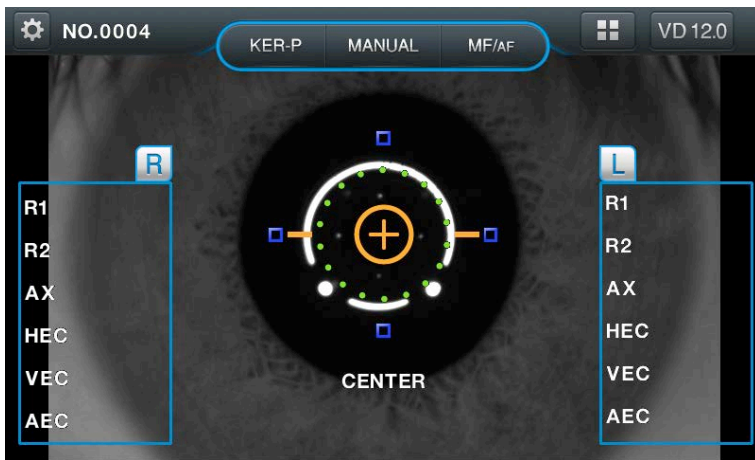 NO.0004
KER-P MANUAL MF/AF
VD 12.0
R
R1
R2
AX
HEC
VEC
AEC
L
R1
R2
AX
HEC
VEC
AEC
CENTER